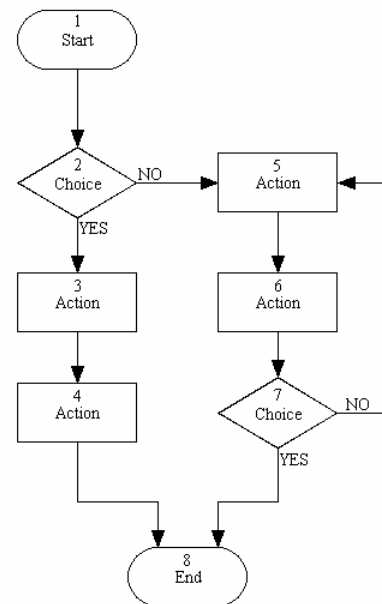 1
Start
2
Choice
NO
YES
3
Action
4
Action
5
Action
6
Action
7
Choice
NO
YES
8
End